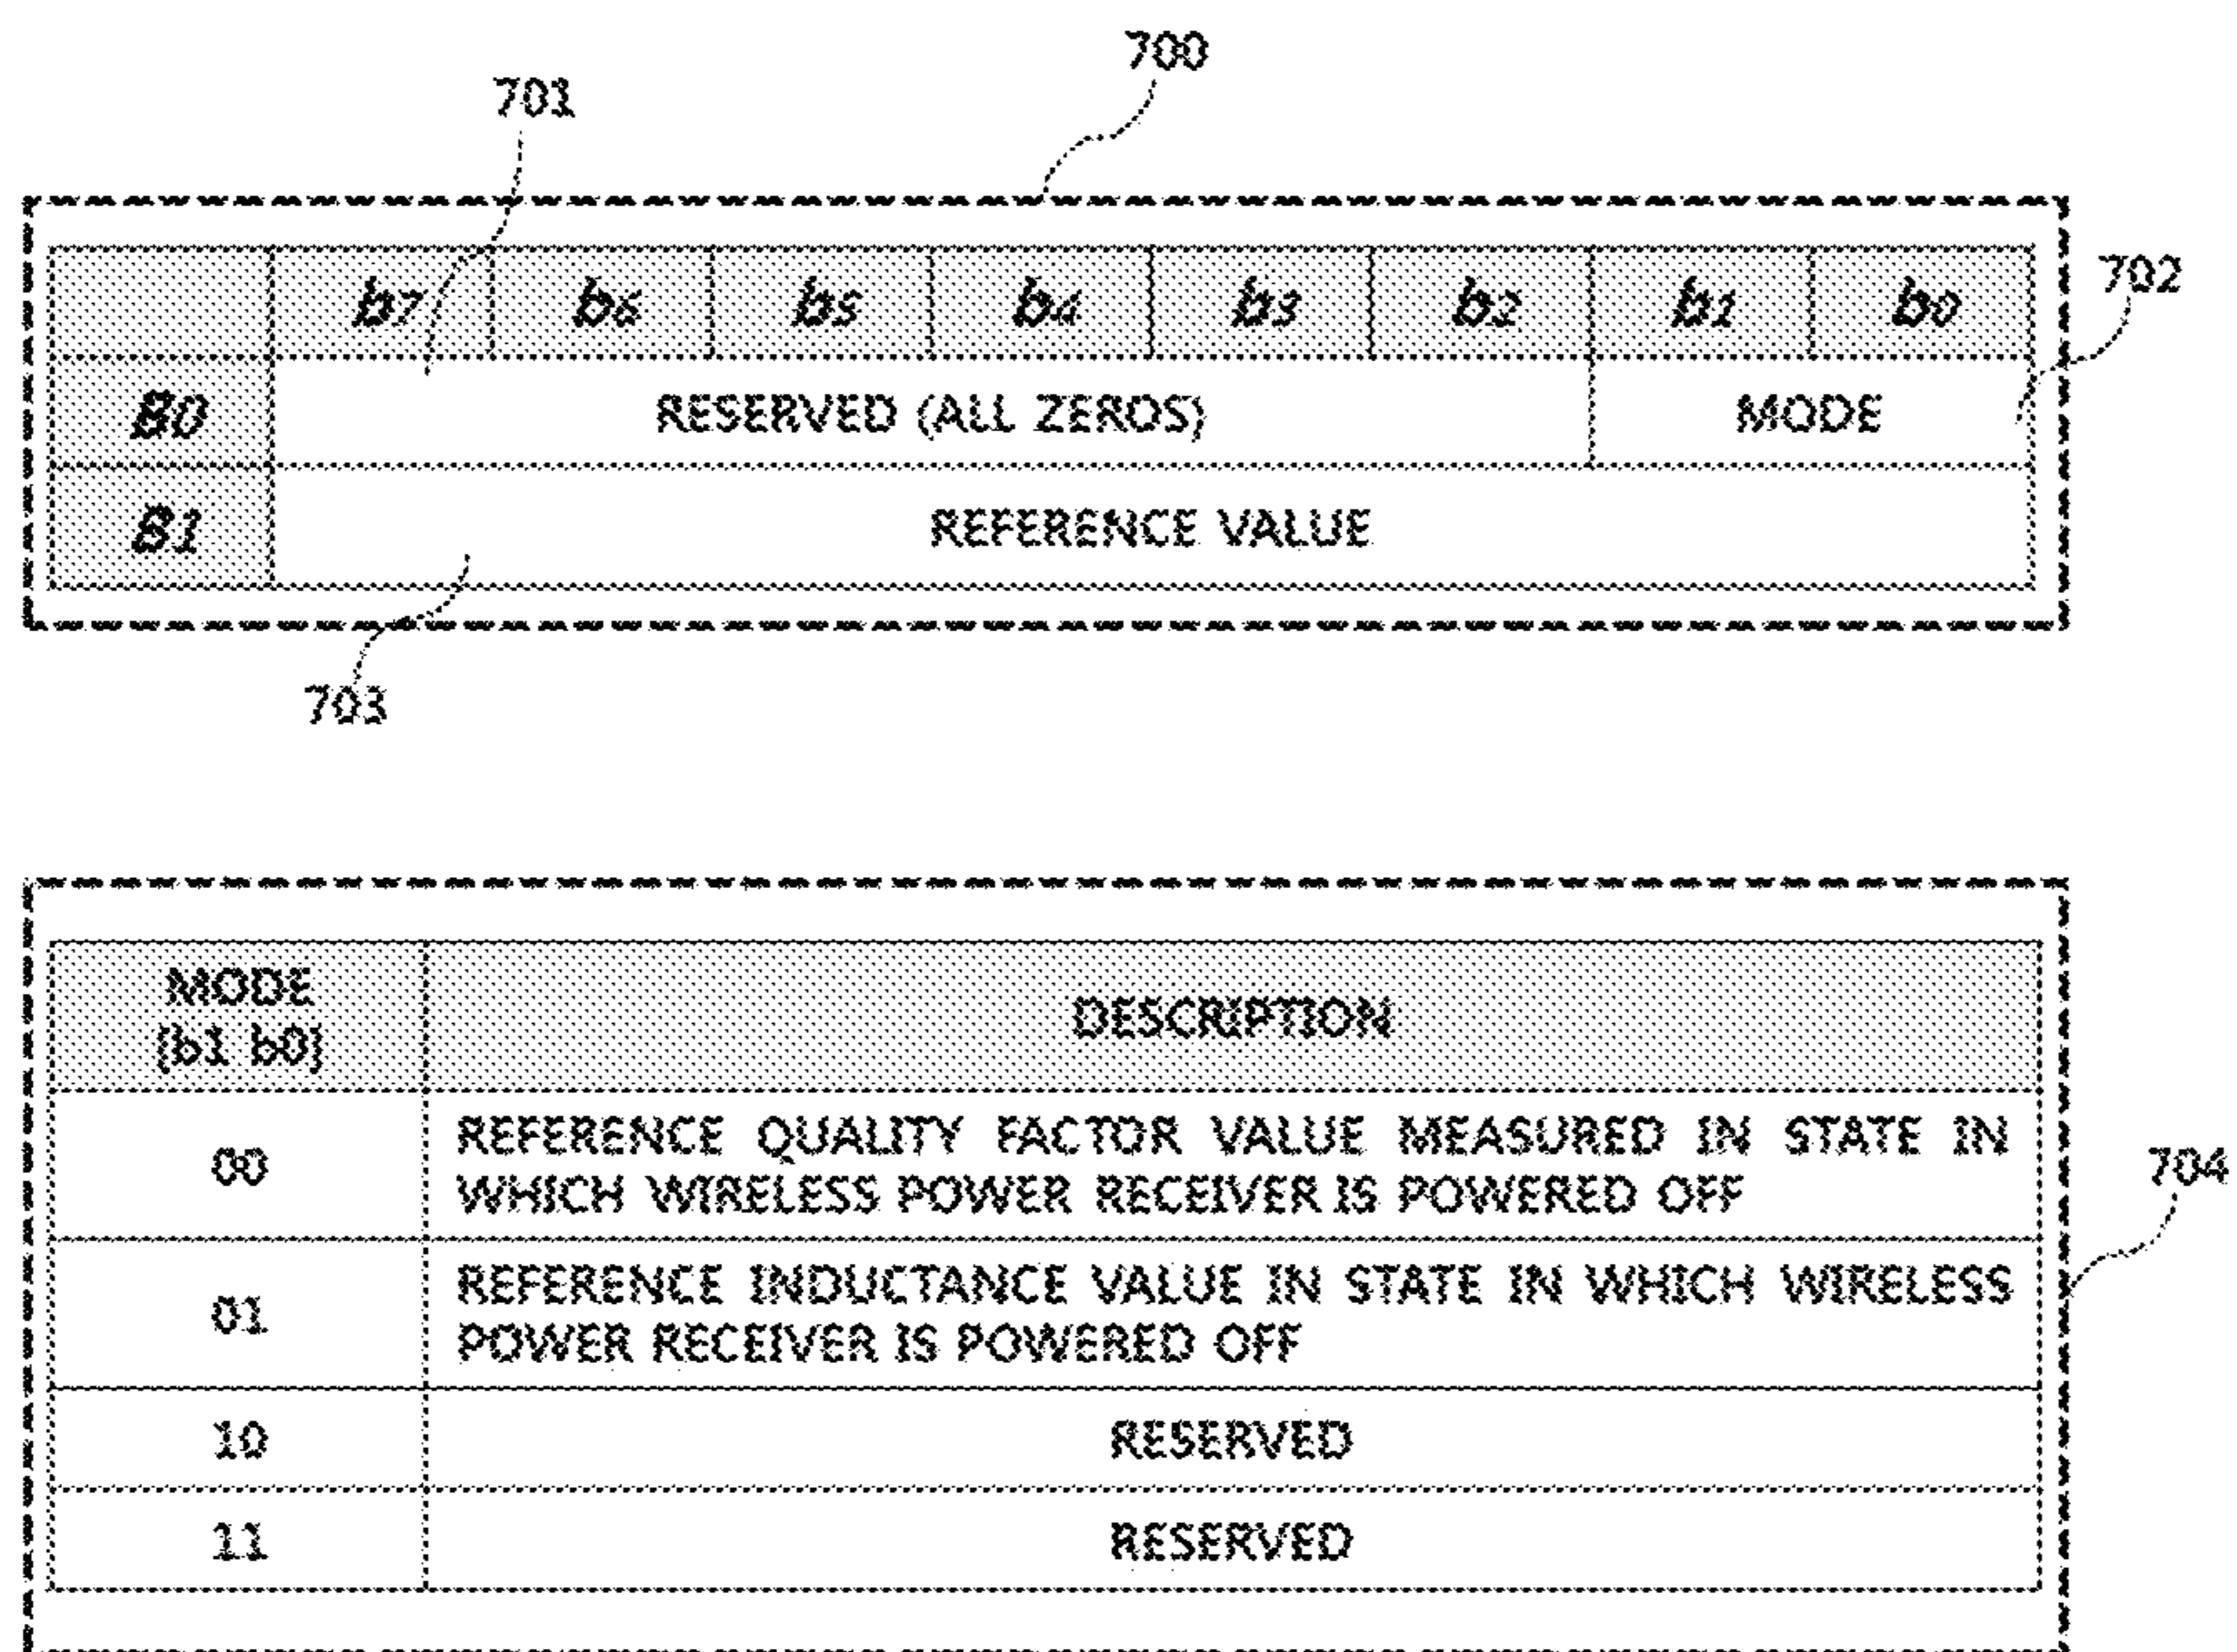 700
701
b7 b6 b5 b4 b3 b2 b1 b0
702
B0 RESERVED (ALL ZEROS) MODE
B1 REFERENCE VALUE
703
MODE
[b1 b0]
DESCRIPTION
00
REFERENCE QUALITY FACTOR VALUE MEASURED IN STATE IN
WHICH WIRELESS POWER RECEIVER IS POWERED OFF
704
01
REFERENCE INDUCTANCE VALUE IN STATE IN WHICH WIRELESS
POWER RECEIVER IS POWERED OFF
10 RESERVED
11 RESERVED